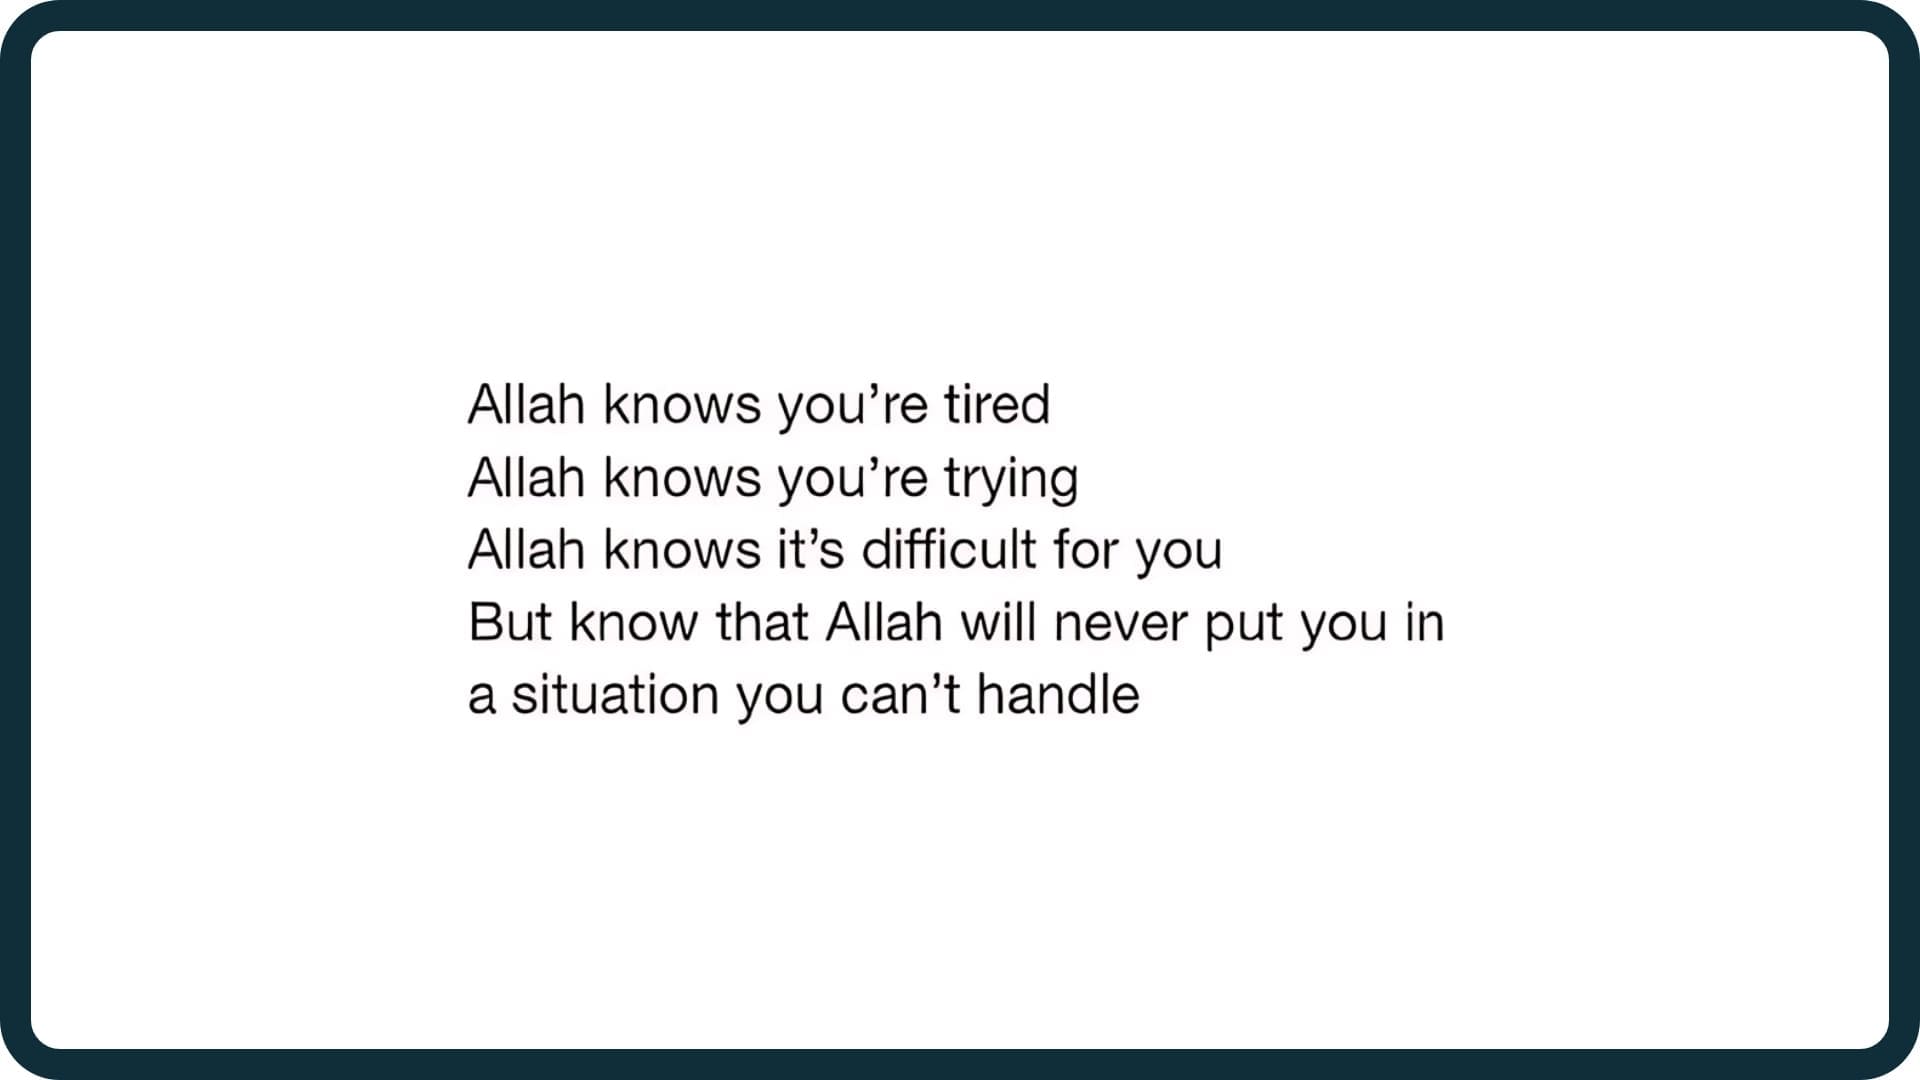 Allah knows you’re tired
Allah knows you’re trying
Allah knows it’s difficult for you
But know that Allah will never put you in
a situation you can’t handle